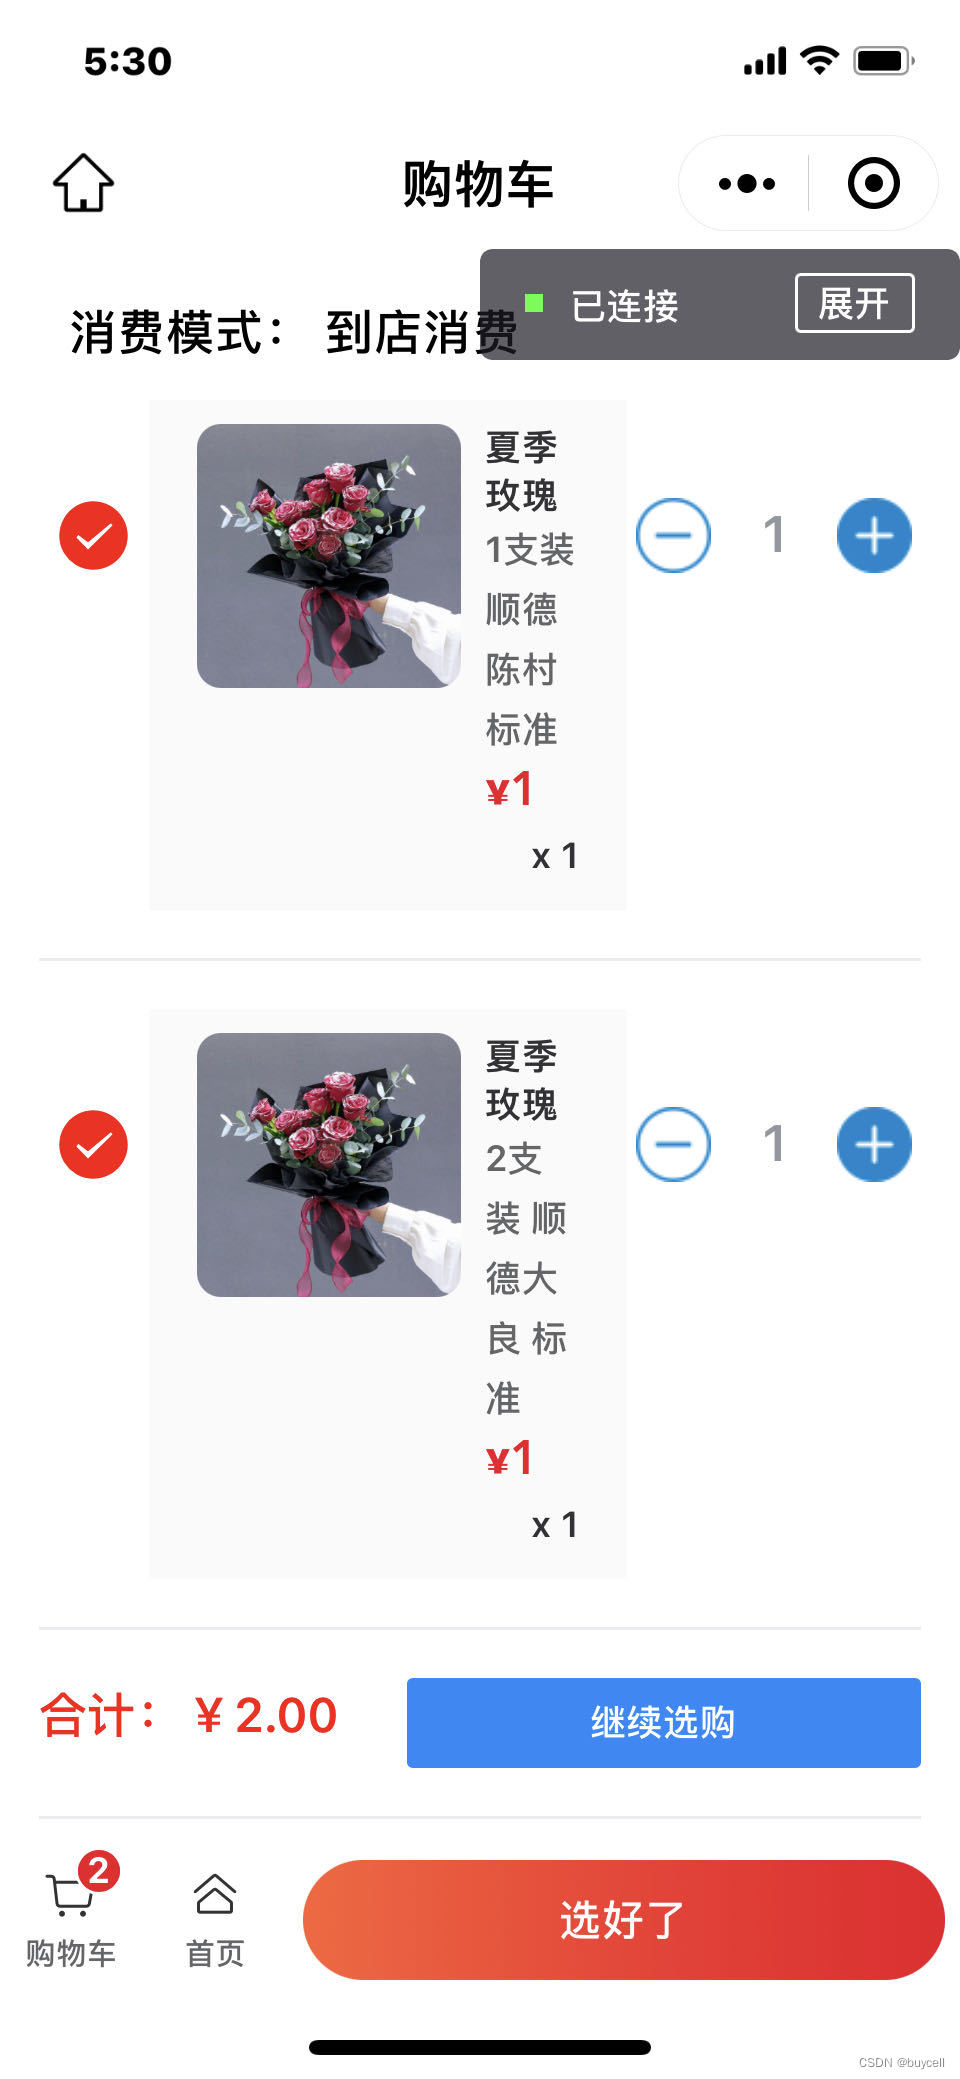 5:30
购物车
已连接
展开
消费模式： 到店消费
夏季
玫瑰
1支装
顺德
陈村
标准
¥1
x 1
1
夏季
玫瑰
2支
装 顺
德大
良 标
准
¥1
x 1
1
合计： ¥ 2.00
继续选购
2
购物车
首页
选好了
CSDN @buycell